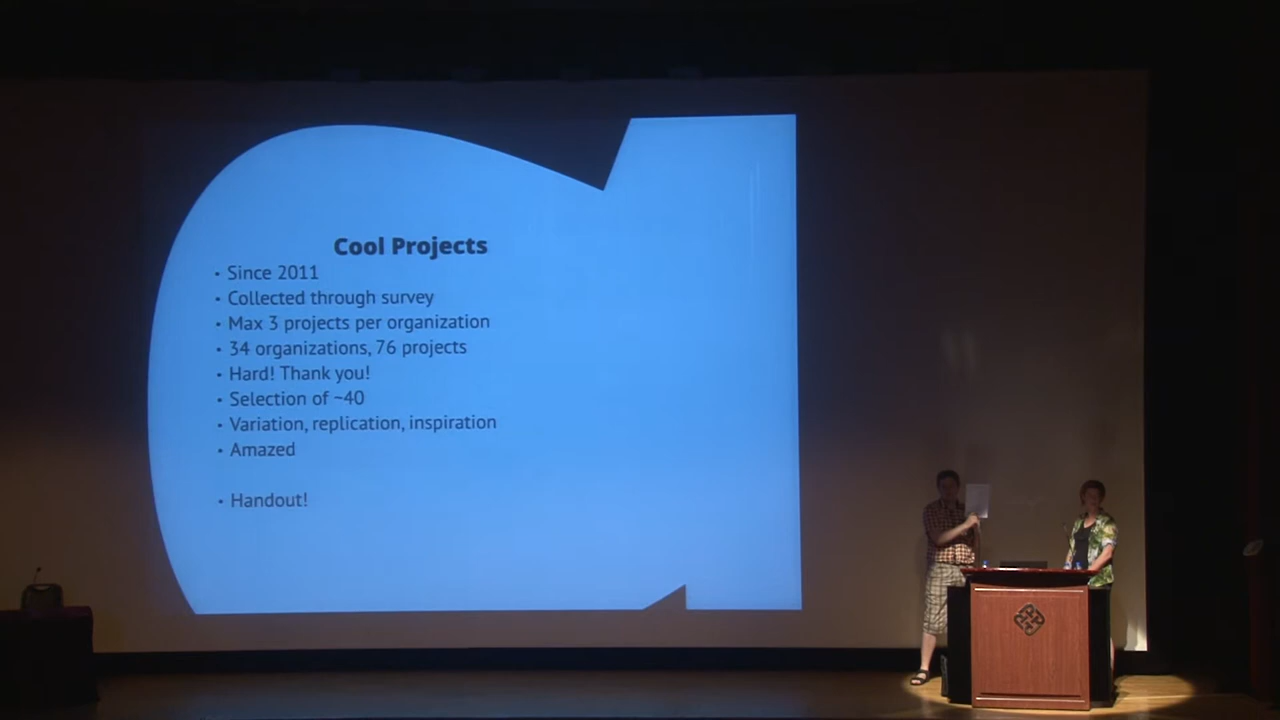 Cool Projects
• Since 2011
• Collected through survey
• Max 3 projects per organization
• 34 organizations, 76 projects
• Hard! Thank you!
• Selection of ~40
• Variation, replication, inspiration
• Amazed
• Handout!